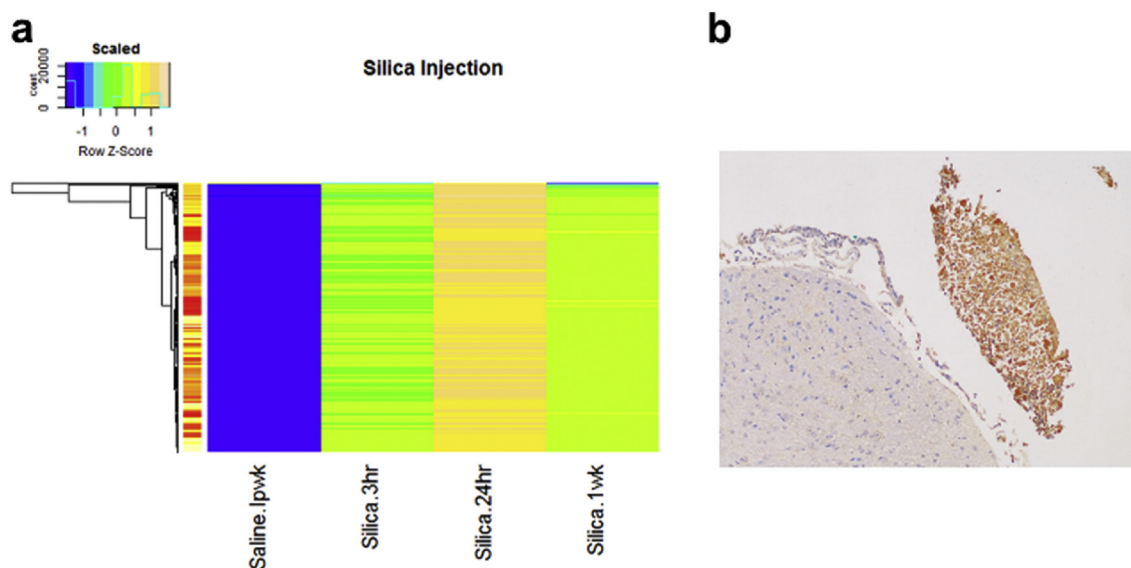 a
b
Scaled
Silica Injection
Count
0 20000
-1 0 1
Row Z-Score
Saline.Ipwk
Silica.3hr
Silica.24hr
Silica.1wk